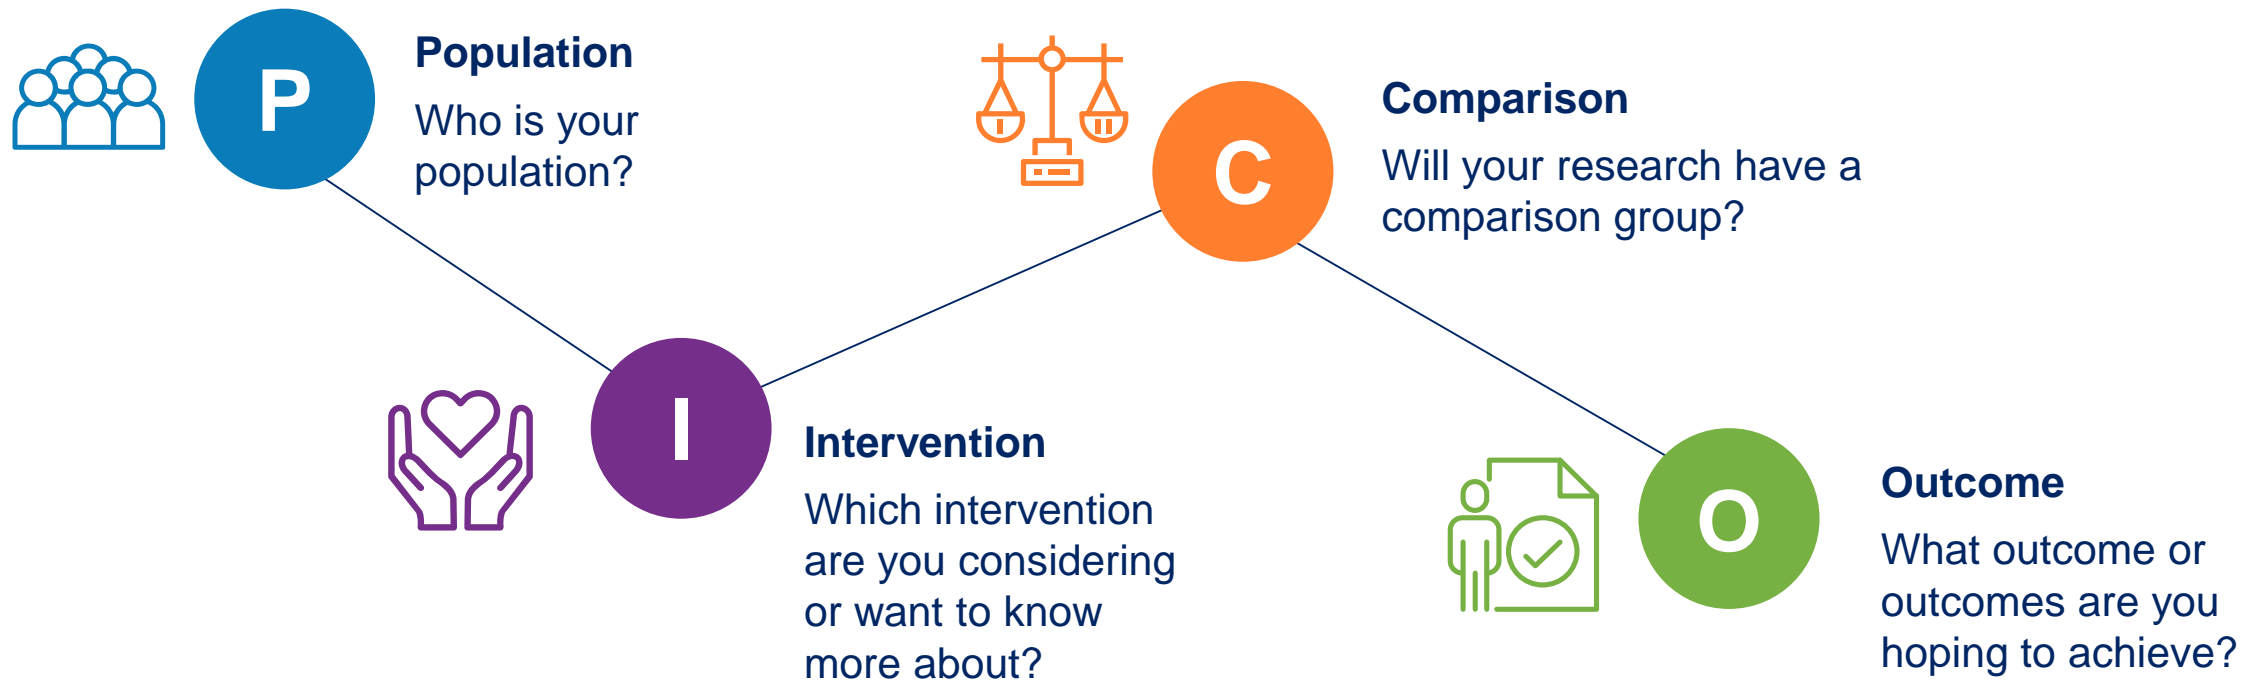 P
Population
Who is your
population?
I
Intervention
Which intervention
are you considering
or want to know
more about?
C
Comparison
Will your research have a
comparison group?
O
Outcome
What outcome or
outcomes are you
hoping to achieve?